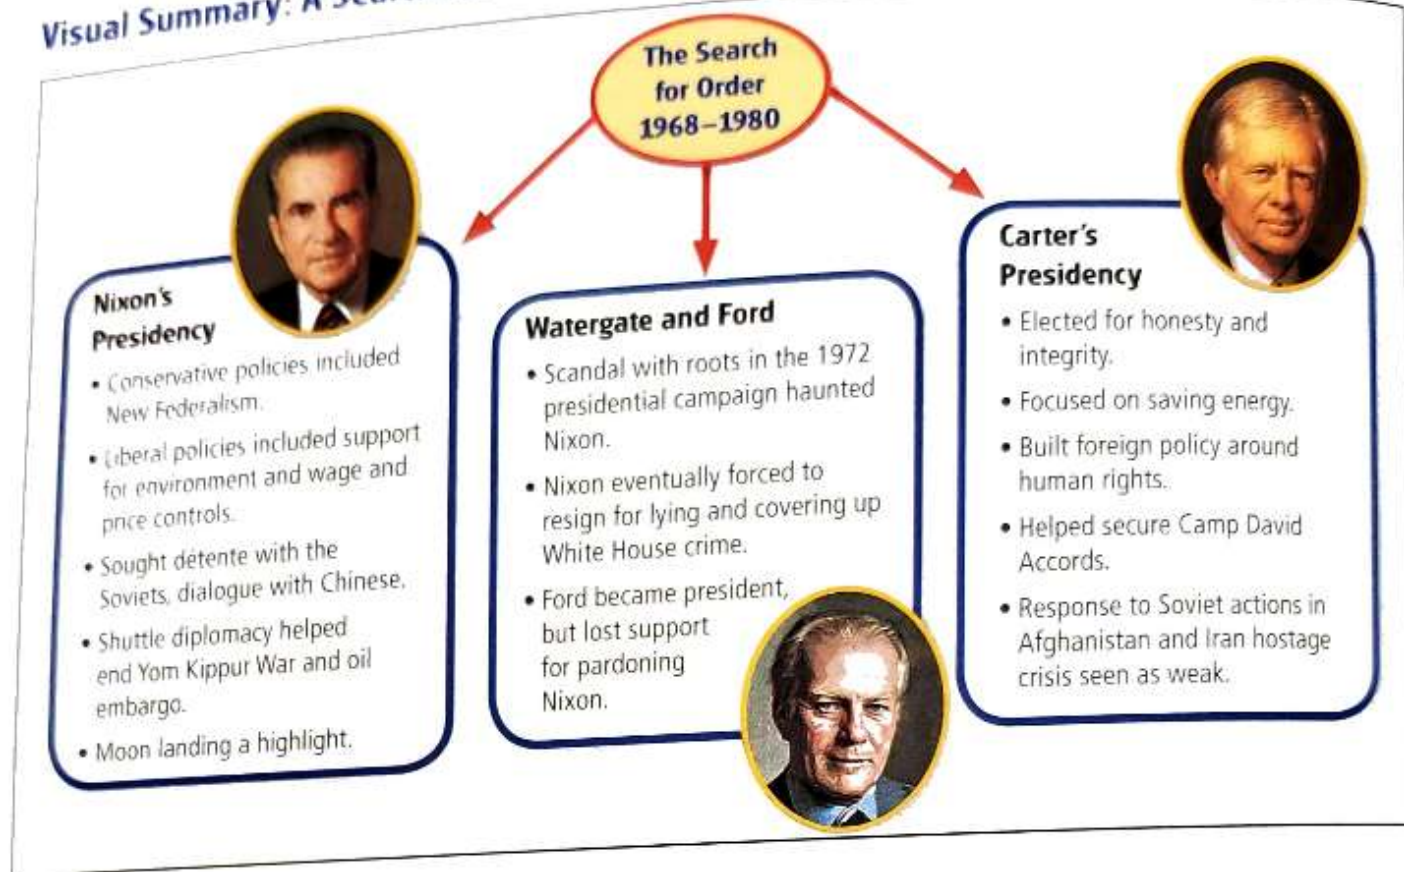 Visual Summary: A
The Search
for Order
1968–1980
Nixon's
Presidency
• Conservative policies included
New Federalism.
• Liberal policies included support
for environment and wage and
price controls.
• Sought détente with the
Soviets, dialogue with Chinese.
• Shuttle diplomacy helped
end Yom Kippur War and oil
embargo.
• Moon landing a highlight.
Watergate and Ford
• Scandal with roots in the 1972
presidential campaign haunted
Nixon.
• Nixon eventually forced to
resign for lying and covering up
White House crime.
• Ford became president,
but lost support
for pardoning
Nixon.
Carter's
Presidency
• Elected for honesty and
integrity.
• Focused on saving energy.
• Built foreign policy around
human rights.
• Helped secure Camp David
Accords.
• Response to Soviet actions in
Afghanistan and Iran hostage
crisis seen as weak.